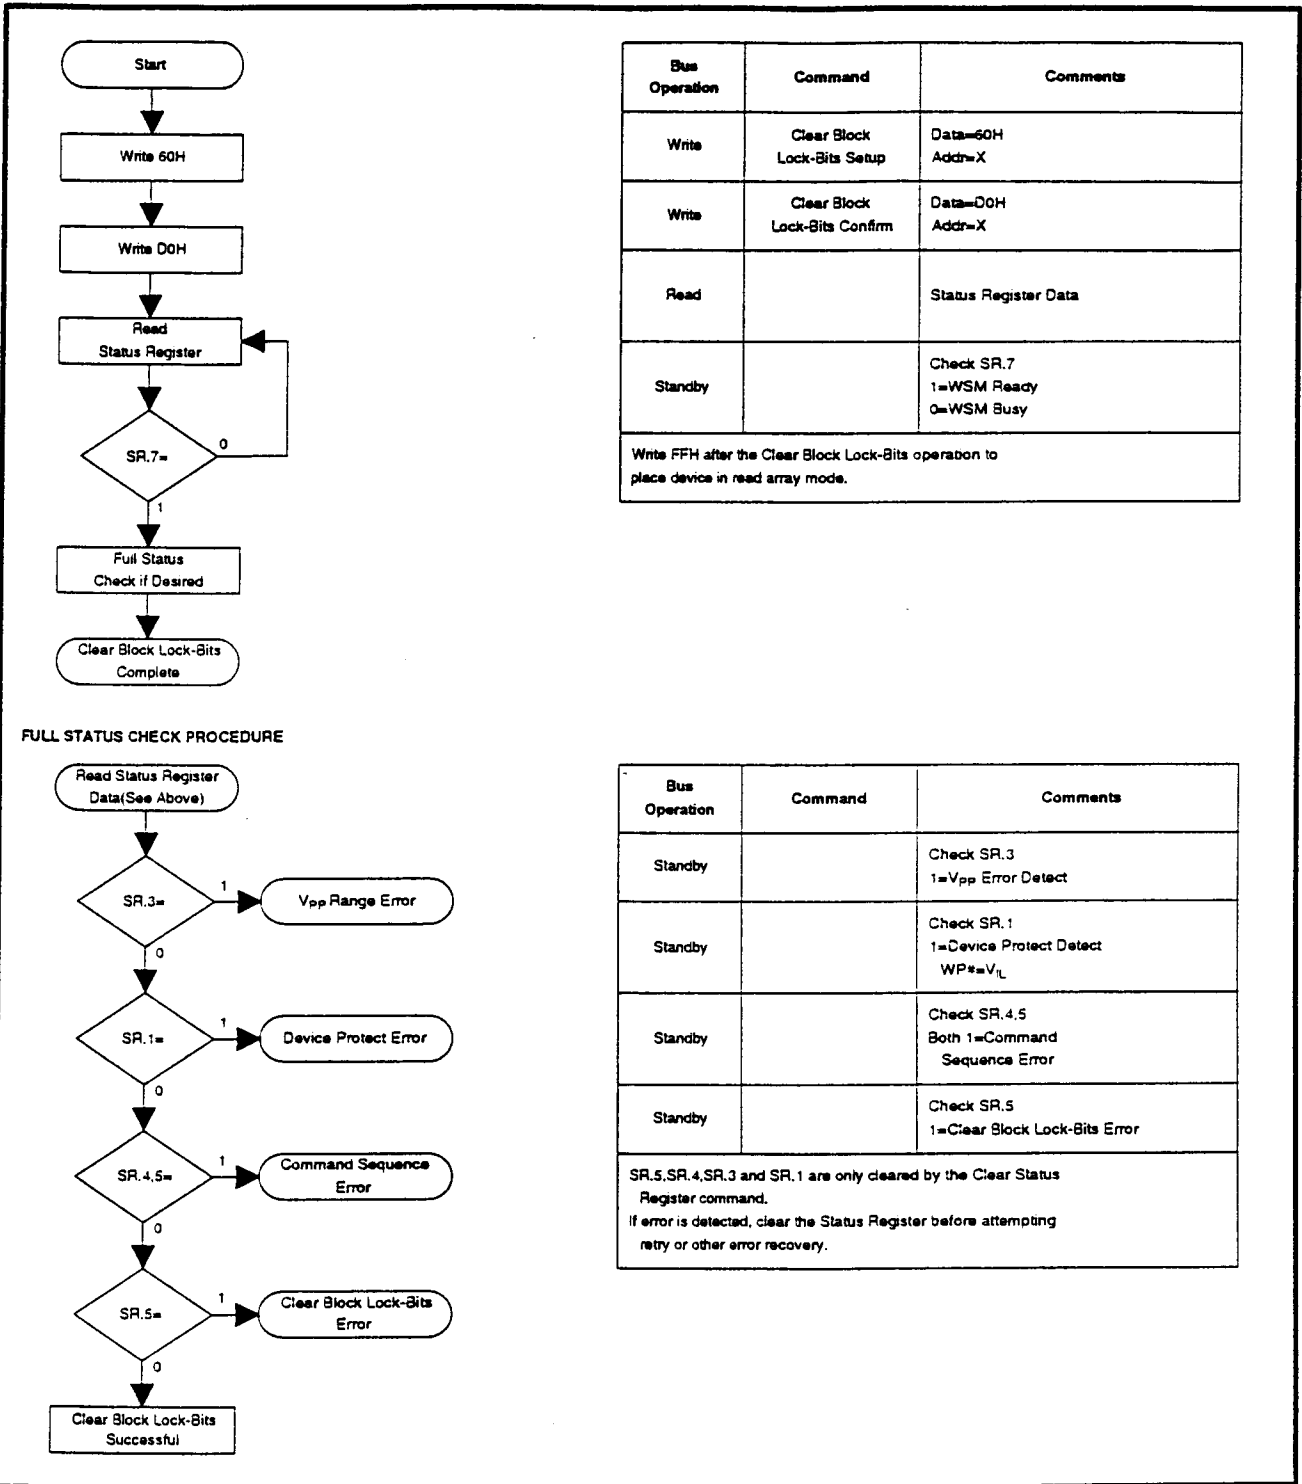 Start
Write 60H
Write D0H
Read
Status Register
SR.7=
0
1
Full Status
Check if Desired
Clear Block Lock-Bits
Complete
Bus
Operation
Command
Comments
Write
Clear Block
Lock-Bits Setup
Data=60H
Addr=X
Write
Clear Block
Lock-Bits Confirm
Data=D0H
Addr=X
Read
Status Register Data
Standby
Check SR.7
1=WSM Ready
0=WSM Busy
Write FFH after the Clear Block Lock-Bits operation to
place device in read array mode.
FULL STATUS CHECK PROCEDURE
Read Status Register
Data(See Above)
SR.3=
1
VPP Range Error
0
SR.1=
1
Device Protect Error
0
SR.4,5=
1
Command Sequence
Error
0
SR.5=
1
Clear Block Lock-Bits
Error
0
Clear Block Lock-Bits
Successful
Bus
Operation
Command
Comments
Standby
Check SR.3
1=VPP Error Detect
Standby
Check SR.1
1=Device Protect Detect
WP#=VIL
Standby
Check SR.4,5
Both 1=Command
Sequence Error
Standby
Check SR.5
1=Clear Block Lock-Bits Error
SR.5,SR.4,SR.3 and SR.1 are only cleared by the Clear Status
Register command.
If error is detected, clear the Status Register before attempting
retry or other error recovery.